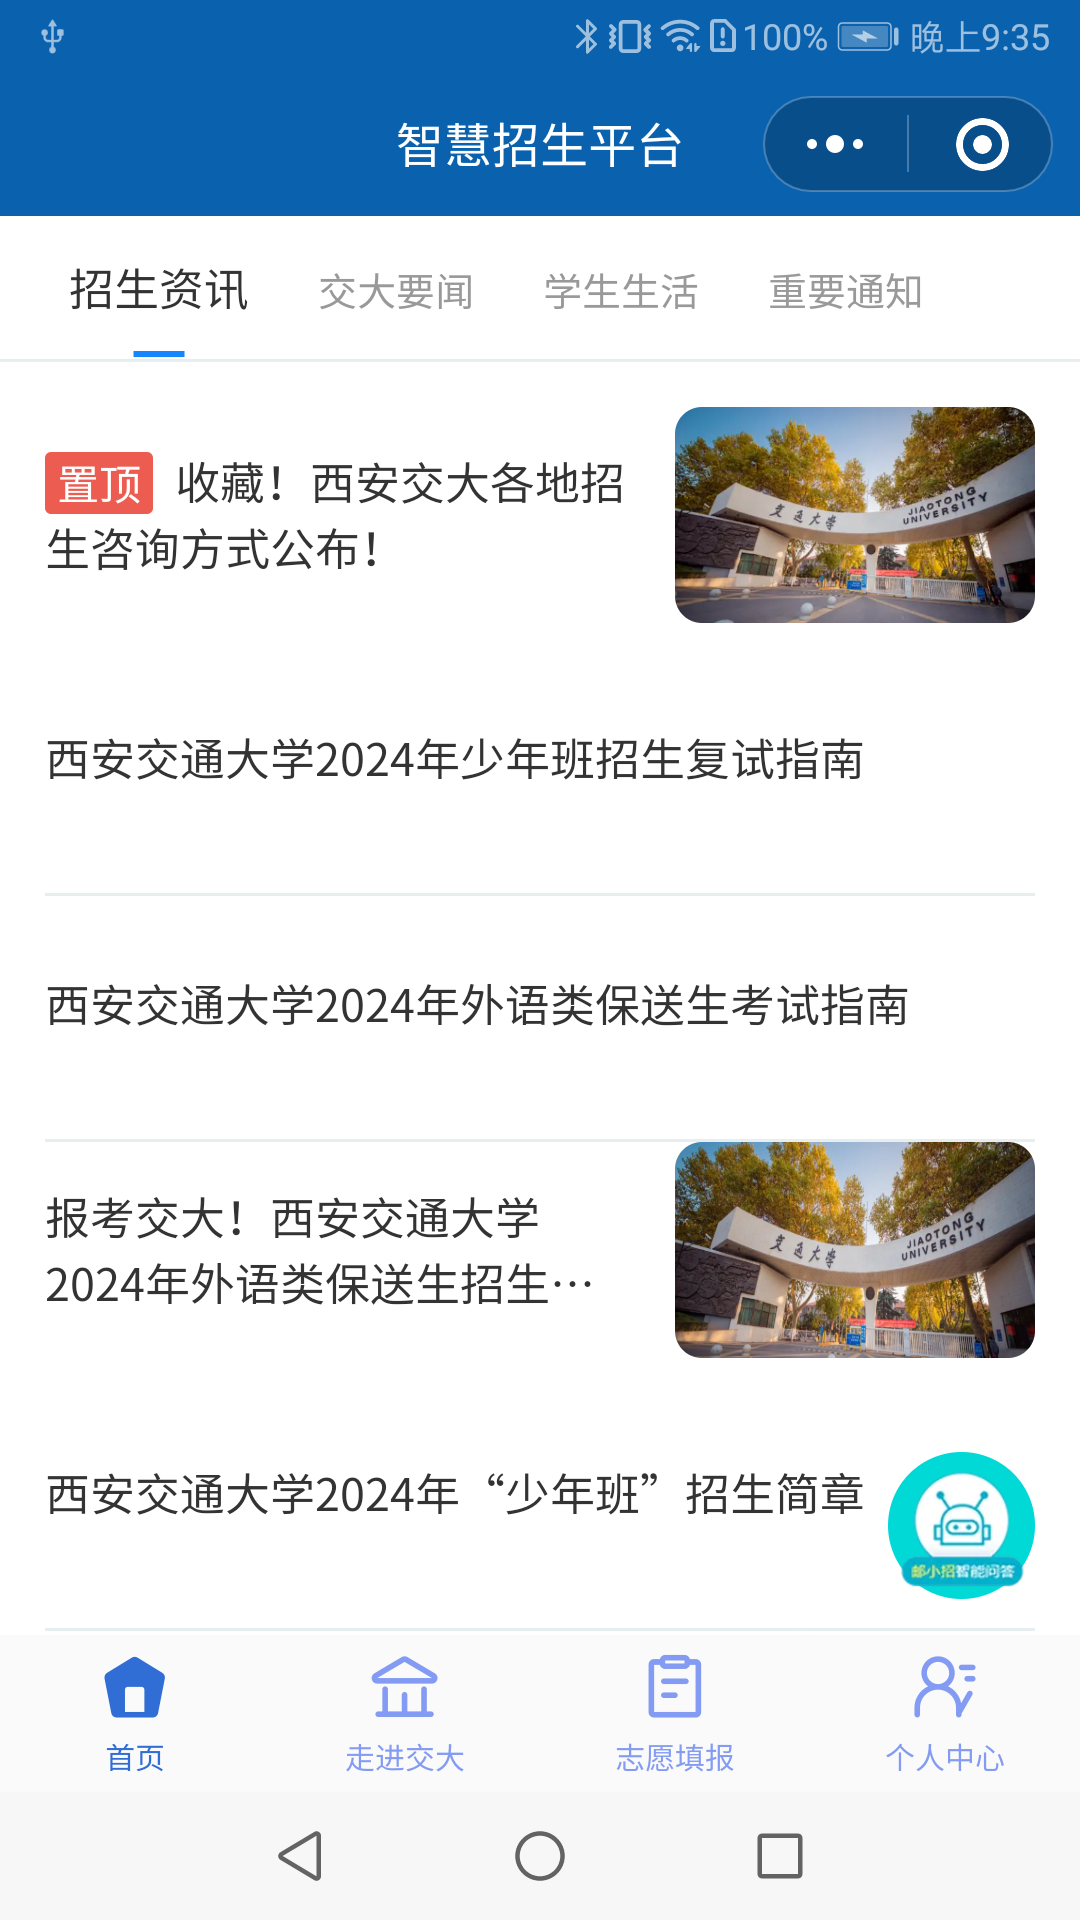 100% 晚上9:35
智慧招生平台
招生资讯 交大要闻 学生生活 重要通知
置顶 收藏！西安交大各地招
生咨询方式公布！
交通大学 JIAOTONG
UNIVERSITY
西安交通大学2024年少年班招生复试指南
西安交通大学2024年外语类保送生考试指南
报考交大！西安交通大学
2024年外语类保送生招生…
交通大学 JIAOTONG
UNIVERSITY
西安交通大学2024年“少年班”招生简章
邮小招智能问答
首页 走进交大 志愿填报 个人中心